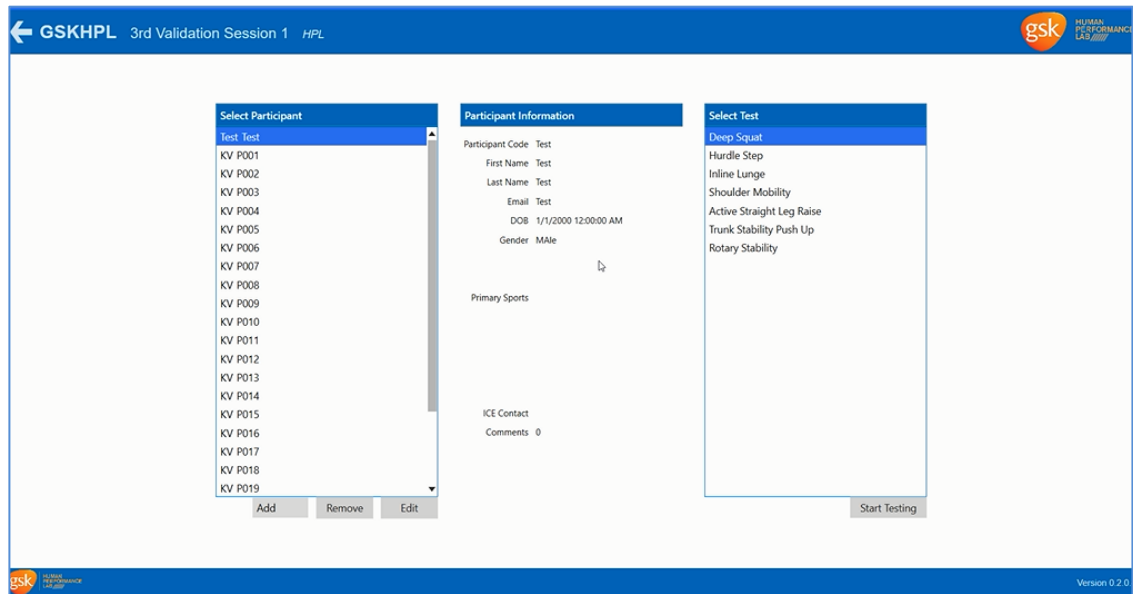 GSKHPL 3rd Validation Session 1 HPL
gsk HUMAN
PERFORMANCE
LAB
Select Participant
Test Test
KV P001
KV P002
KV P003
KV P004
KV P005
KV P006
KV P007
KV P008
KV P009
KV P010
KV P011
KV P012
KV P013
KV P014
KV P015
KV P016
KV P017
KV P018
KV P019
Add Remove Edit
Participant Information
Participant Code Test
First Name Test
Last Name Test
Email Test
DOB 1/1/2000 12:00:00 AM
Gender MAle
Primary Sports
ICE Contact
Comments 0
Select Test
Deep Squat
Hurdle Step
Inline Lunge
Shoulder Mobility
Active Straight Leg Raise
Trunk Stability Push Up
Rotary Stability
Start Testing
gsk HUMAN
PERFORMANCE
LAB
Version 0.2.0